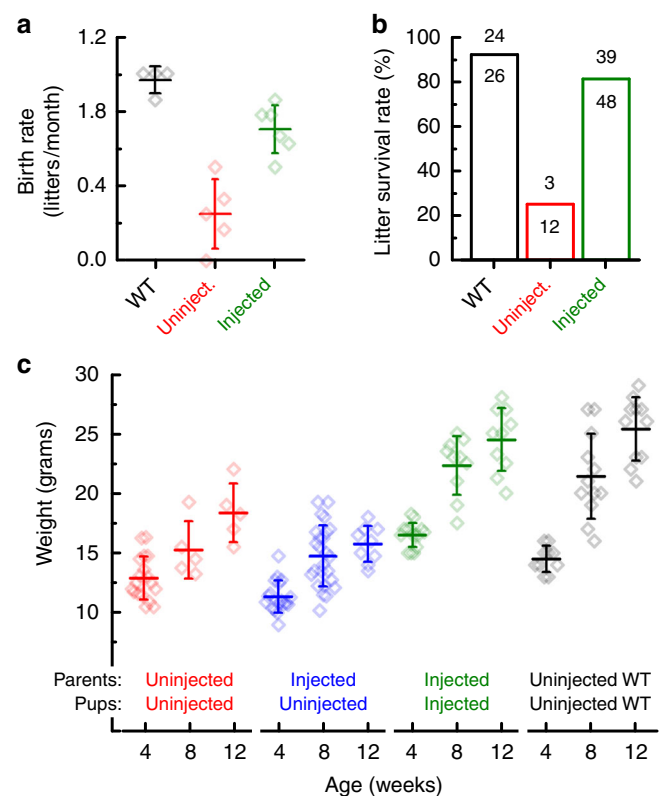 a
Birth rate
(litters/month)
1.2
1.8
0.4
0.0
WT
Uninject.
Injected
b
Litter survival rate (%)
100
80
60
40
20
0
24
26
3
12
39
48
WT
Uninject.
Injected
c
Weight (grams)
30
25
20
15
10
Parents: Uninjected Injected Injected Uninjected WT
Pups: Uninjected Uninjected Injected Uninjected WT
4 8 12 4 8 12 4 8 12 4 8 12
Age (weeks)